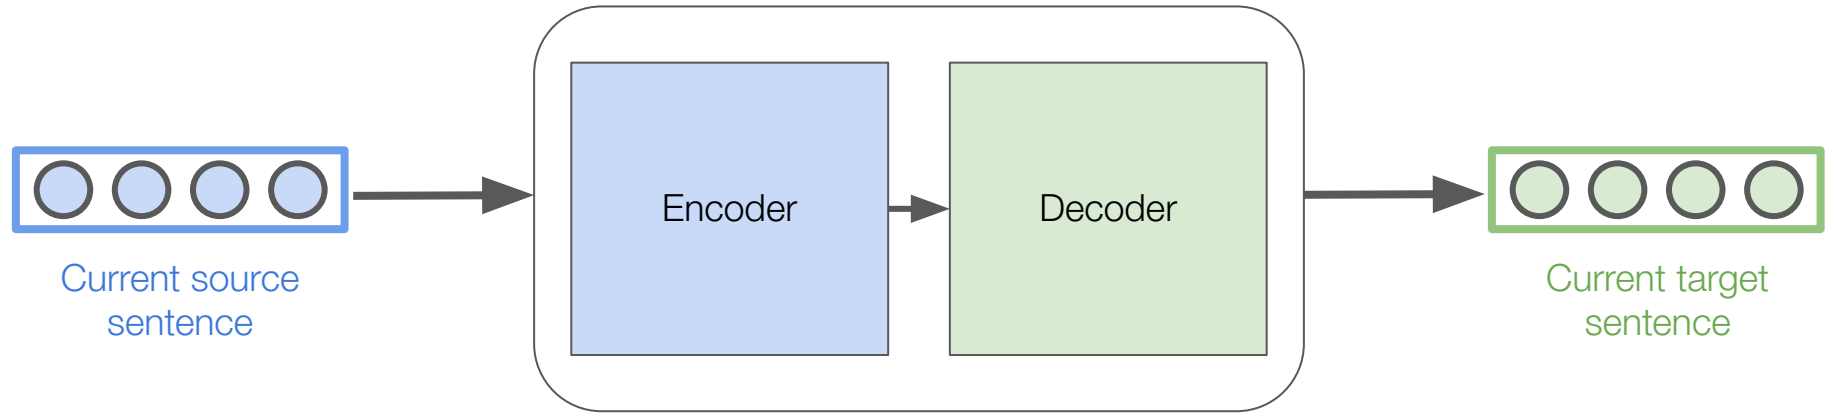 Encoder
Decoder
Current source
sentence
Current target
sentence